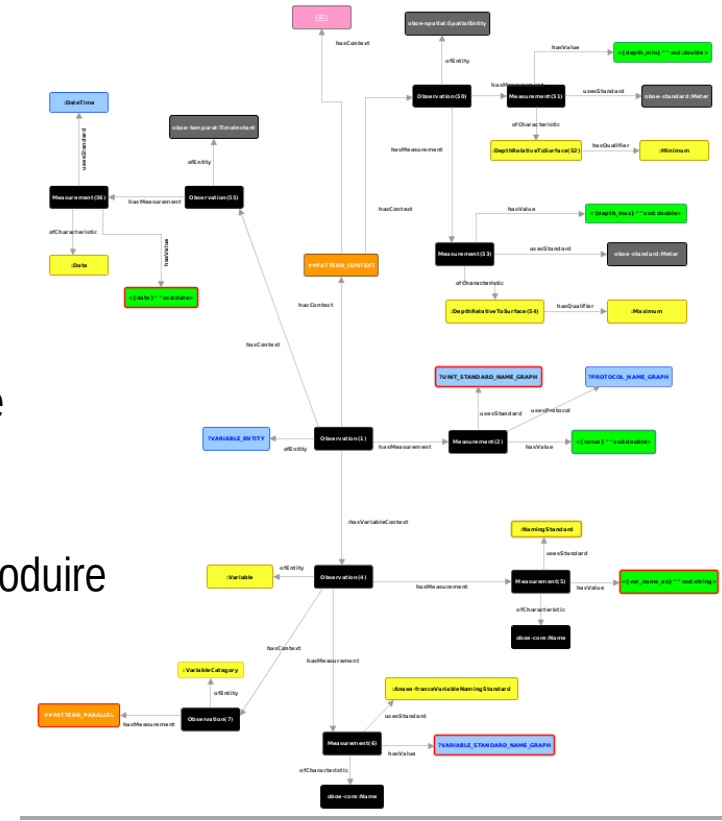 (57)
hasContext
oboe-spatial:SpatialEntity
ofEntity
hasValue
<{depth_min}^^xsd:double>
Observation(50)
hasMeasurement
Measurement(51)
usesStandard
oboe-standard:Meter
ofCharacteristic
:DepthRelativeToSurface(52)
hasQualifier
:Minimum
:DateTime
usesStandard
oboe-temporal:TimeInstant
ofEntity
Measurement(56)
hasMeasurement
Observation(55)
ofCharacteristic
hasValue
:Date
<{date}^^xsd:date>
hasMeasurement
hasContext
hasValue
<{depth_max}^^xsd:double>
Measurement(53)
usesStandard
oboe-standard:Meter
ofCharacteristic
:DepthRelativeToSurface(54)
hasQualifier
:Maximum
##PATTERN_CONTEXT
hasContext
hasContext
?UNIT_STANDARD_NAME_GRAPH
?PROTOCOL_NAME_GRAPH
usesStandard
usesProtocol
e
?VARIABLE_ENTITY
ofEntity
Observation(1)
hasMeasurement
Measurement(2)
hasValue
<{value}^^xsd:double>
:hasVariableContext
:NamingStandard
usesStandard
oduire
:Variable
ofEntity
Observation(4)
hasMeasurement
Measurement(5)
hasValue
<{var_name_en}^^xsd:string>
ofCharacteristic
oboe-core:Name
hasContext
hasMeasurement
:VariableCategory
ofEntity
##PATTERN_PARALLEL
hasMeasurement
Observation(7)
:Anaee-franceVariableNamingStandard
usesStandard
Measurement(6)
hasValue
?VARIABLE_STANDARD_NAME_GRAPH
ofCharacteristic
oboe-core:Name